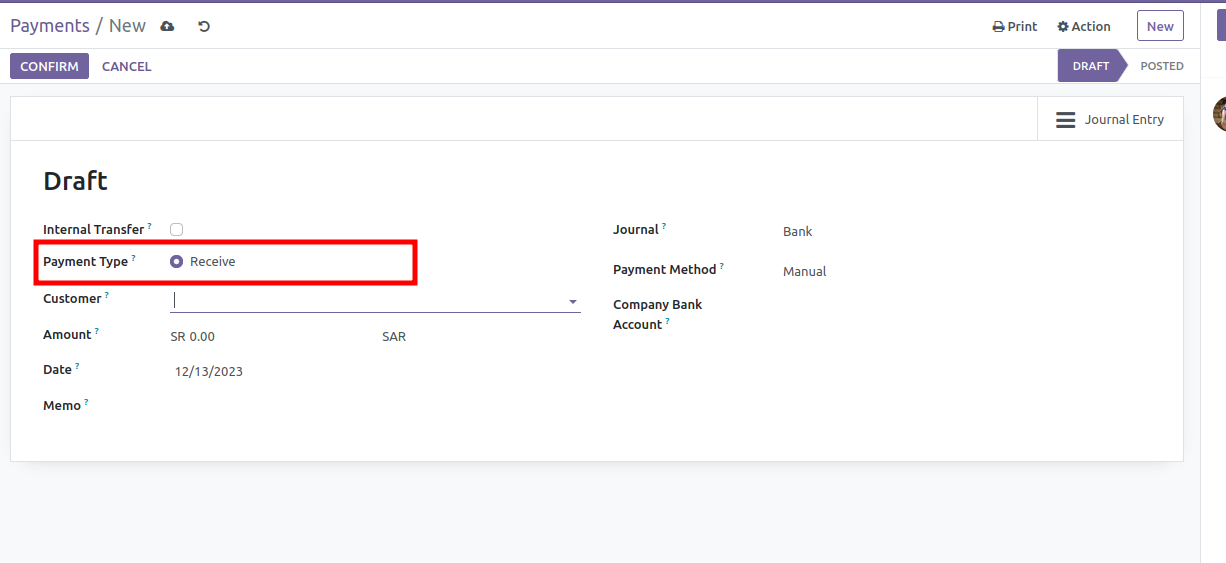 Payments / New
Print Action New
CONFIRM CANCEL
DRAFT POSTED
Journal Entry
Draft
Internal Transfer ?
Payment Type ? Receive
Customer ?
Amount ? SR 0.00 SAR
Date ? 12/13/2023
Memo ?
Journal ? Bank
Payment Method ? Manual
Company Bank
Account ?